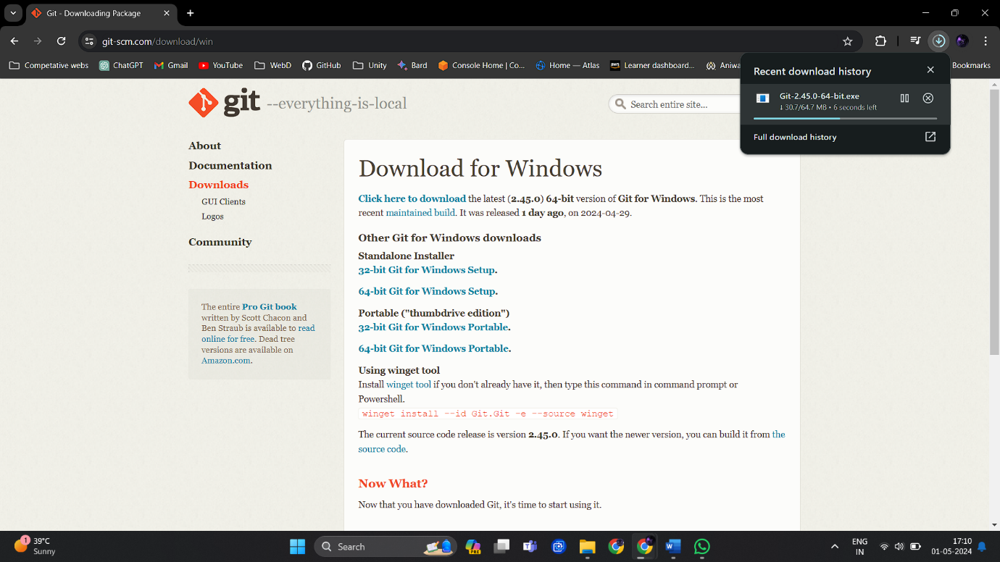 Git - Downloading Package
git-scm.com/download/win
Competative webs
ChatGPT
Gmail
YouTube
WebD
GitHub
Unity
Bard
Console Home | Co...
Home — Atlas
aws
Learner dashboard...
Aniwa
Bookmarks
Recent download history
Git-2.45.0-64-bit.exe
↓ 30.7/64.7 MB • 6 seconds left
Full download history
git --everything-is-local
Search entire site...
About
Documentation
Downloads
GUI Clients
Logos
Community
The entire Pro Git book
written by Scott Chacon and
Ben Straub is available to read
online for free. Dead tree
versions are available on
Amazon.com.
Download for Windows
Click here to download the latest (2.45.0) 64-bit version of Git for Windows. This is the most
recent maintained build. It was released 1 day ago, on 2024-04-29.
Other Git for Windows downloads
Standalone Installer
32-bit Git for Windows Setup.
64-bit Git for Windows Setup.
Portable ("thumbdrive edition")
32-bit Git for Windows Portable.
64-bit Git for Windows Portable.
Using winget tool
Install winget tool if you don't already have it, then type this command in command prompt or
Powershell.
winget install --id Git.Git -e --source winget
The current source code release is version 2.45.0. If you want the newer version, you can build it from the
source code.
Now What?
Now that you have downloaded Git, it's time to start using it.
1
39°C
Sunny
Search
PRE
ENG
IN
17:10
01-05-2024